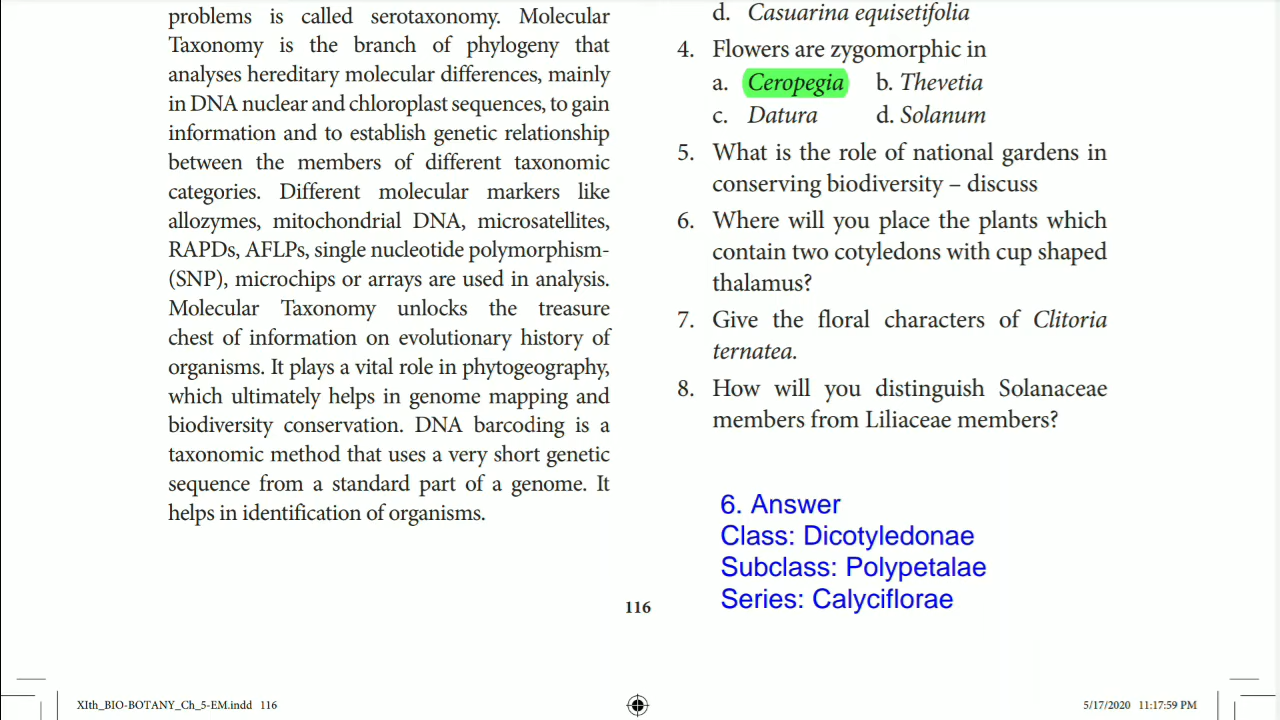 problems is called serotaxonomy. Molecular
Taxonomy is the branch of phylogeny that
analyses hereditary molecular differences, mainly
in DNA nuclear and chloroplast sequences, to gain
information and to establish genetic relationship
between the members of different taxonomic
categories. Different molecular markers like
allozymes, mitochondrial DNA, microsatellites,
RAPDs, AFLPs, single nucleotide polymorphism-
(SNP), microchips or arrays are used in analysis.
Molecular Taxonomy unlocks the treasure
chest of information on evolutionary history of
organisms. It plays a vital role in phytogeography,
which ultimately helps in genome mapping and
biodiversity conservation. DNA barcoding is a
taxonomic method that uses a very short genetic
sequence from a standard part of a genome. It
helps in identification of organisms.
d. Casuarina equisetifolia
4. Flowers are zygomorphic in
a. Ceropegia b. Thevetia
c. Datura d. Solanum
5. What is the role of national gardens in
conserving biodiversity – discuss
6. Where will you place the plants which
contain two cotyledons with cup shaped
thalamus?
7. Give the floral characters of Clitoria
ternatea.
8. How will you distinguish Solanaceae
members from Liliaceae members?
6. Answer
Class: Dicotyledonae
Subclass: Polypetalae
Series: Calyciflorae
116
XIth_BIO-BOTANY_Ch_5-EM.indd 116
5/17/2020 11:17:59 PM